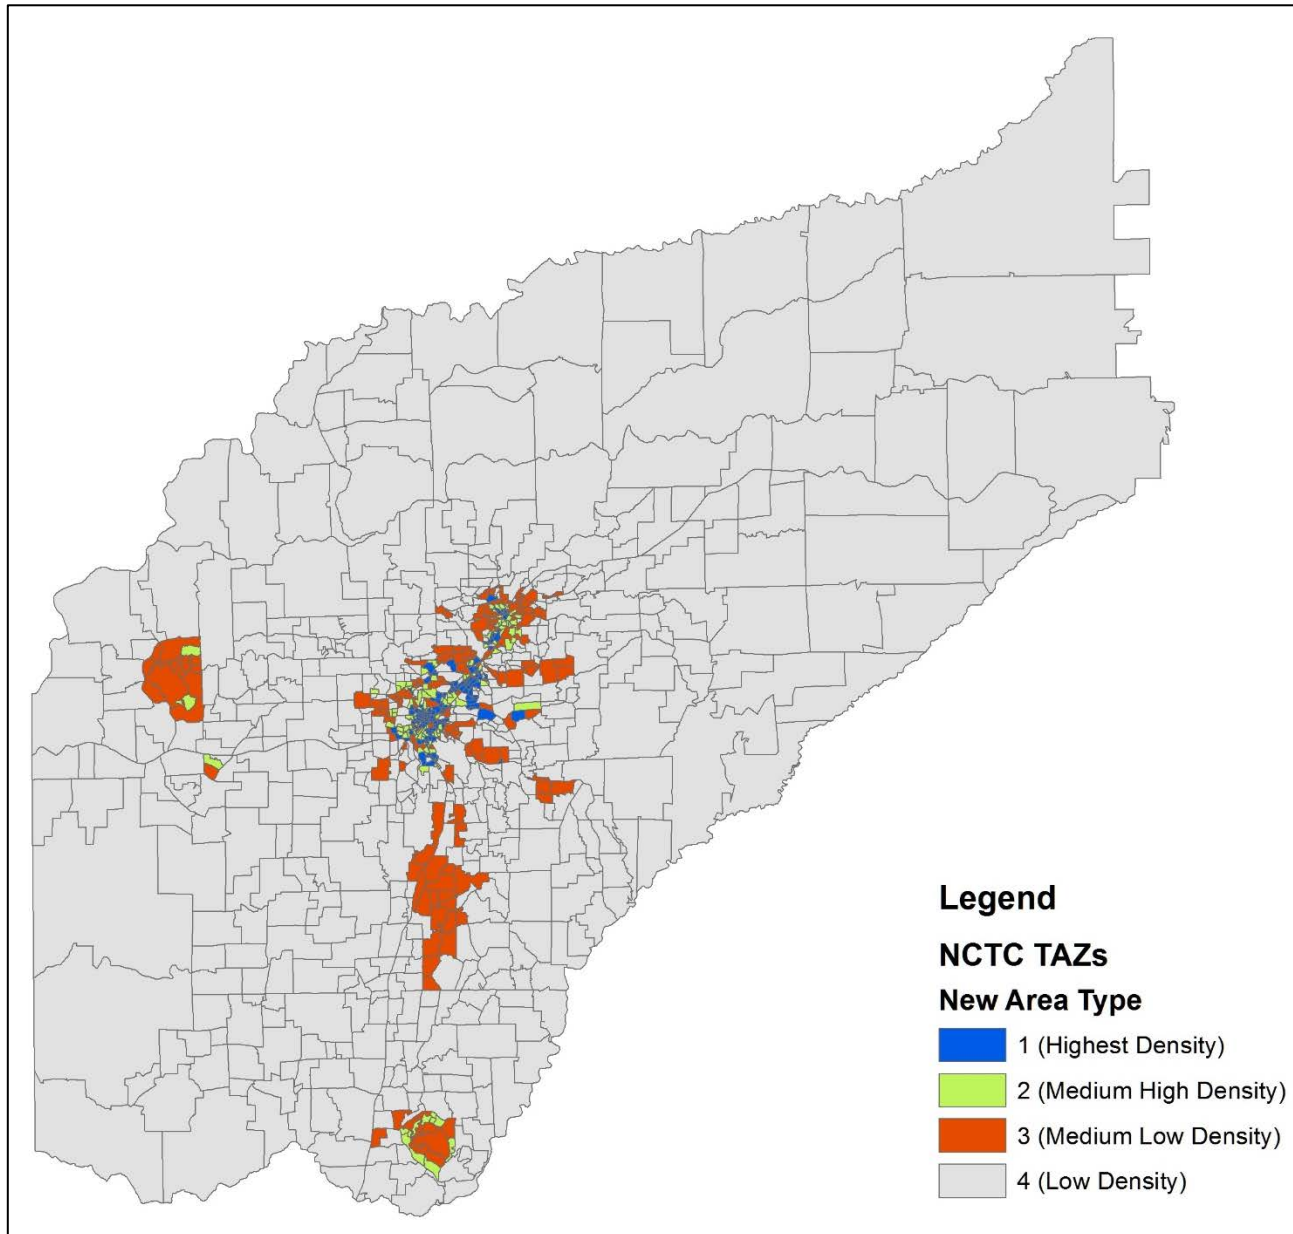 Legend
NCTC TAZs
New Area Type
1 (Highest Density)
2 (Medium High Density)
3 (Medium Low Density)
4 (Low Density)